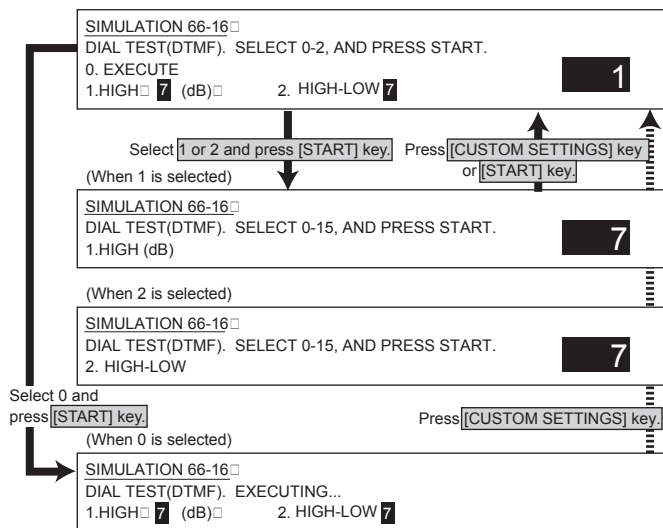 SIMULATION 66-16□
DIAL TEST(DTMF). SELECT 0-2, AND PRESS START.
0. EXECUTE
1
1.HIGH□ 7 (dB)□ 2. HIGH-LOW 7
Select 1 or 2 and press [START] key.
Press [CUSTOM SETTINGS] key
or [START] key.
(When 1 is selected)
SIMULATION 66-16□
DIAL TEST(DTMF). SELECT 0-15, AND PRESS START.
7
1.HIGH (dB)
(When 2 is selected)
SIMULATION 66-16□
DIAL TEST(DTMF). SELECT 0-15, AND PRESS START.
7
2. HIGH-LOW
Select 0 and
press [START] key.
Press [CUSTOM SETTINGS] key.
(When 0 is selected)
SIMULATION 66-16□
DIAL TEST(DTMF). EXECUTING...
1.HIGH□ 7 (dB)□ 2. HIGH-LOW 7